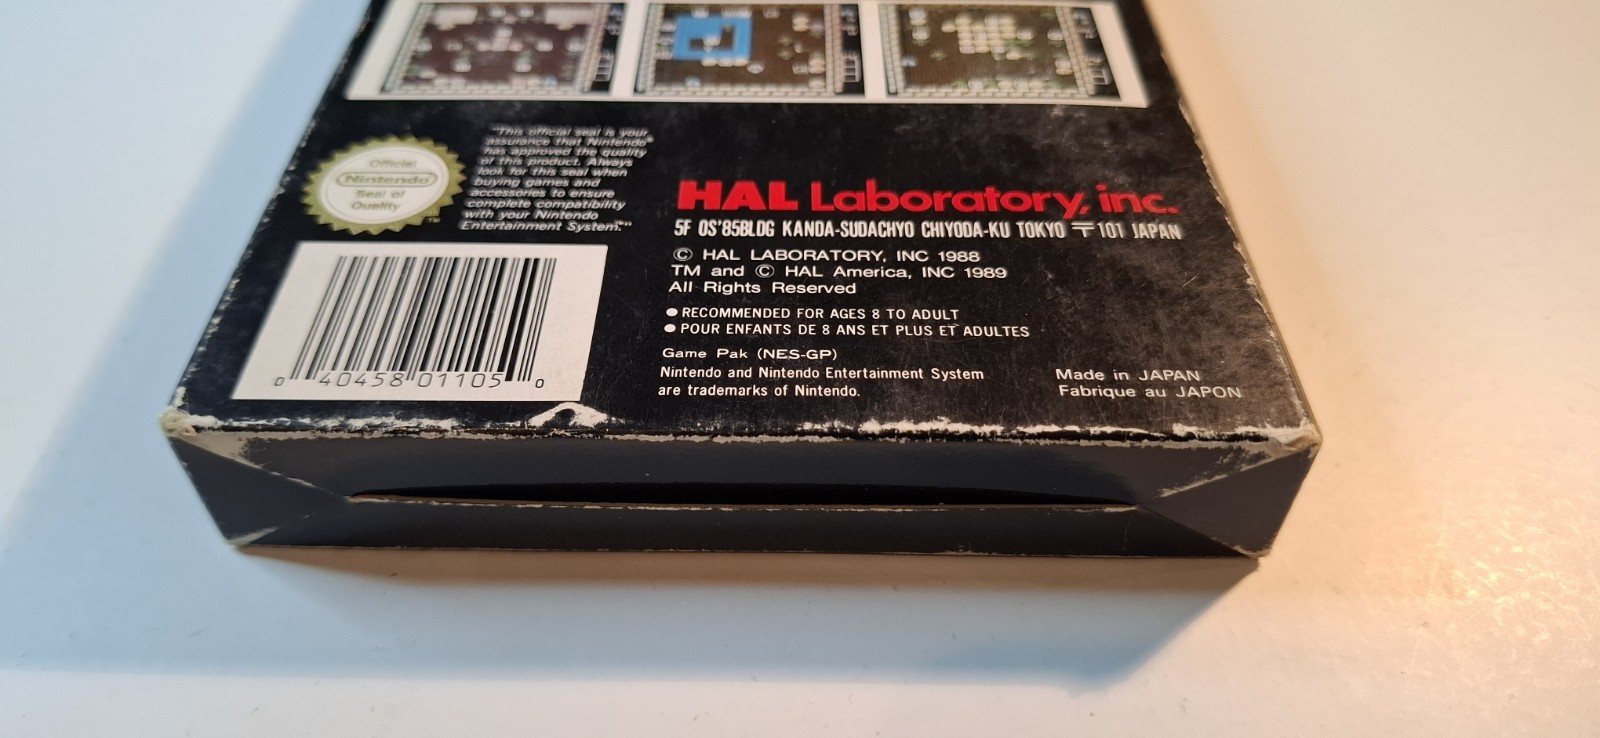 Official
Nintendo
Seal of
Quality
TM
"This official seal is your
assurance that Nintendo®
has approved the quality
of this product. Always
look for this seal when
buying games and
accessories to ensure
complete compatibility
with your Nintendo
Entertainment System."
HAL Laboratory, inc.
5F OS'85BLDG KANDA-SUDACHYO CHIYODA-KU TOKYO 〒101 JAPAN
© HAL LABORATORY, INC 1988
TM and © HAL America, INC 1989
All Rights Reserved
● RECOMMENDED FOR AGES 8 TO ADULT
● POUR ENFANTS DE 8 ANS ET PLUS ET ADULTES
Game Pak (NES-GP)
Nintendo and Nintendo Entertainment System
are trademarks of Nintendo.
Made in JAPAN
Fabrique au JAPON
0 40458 01105 0